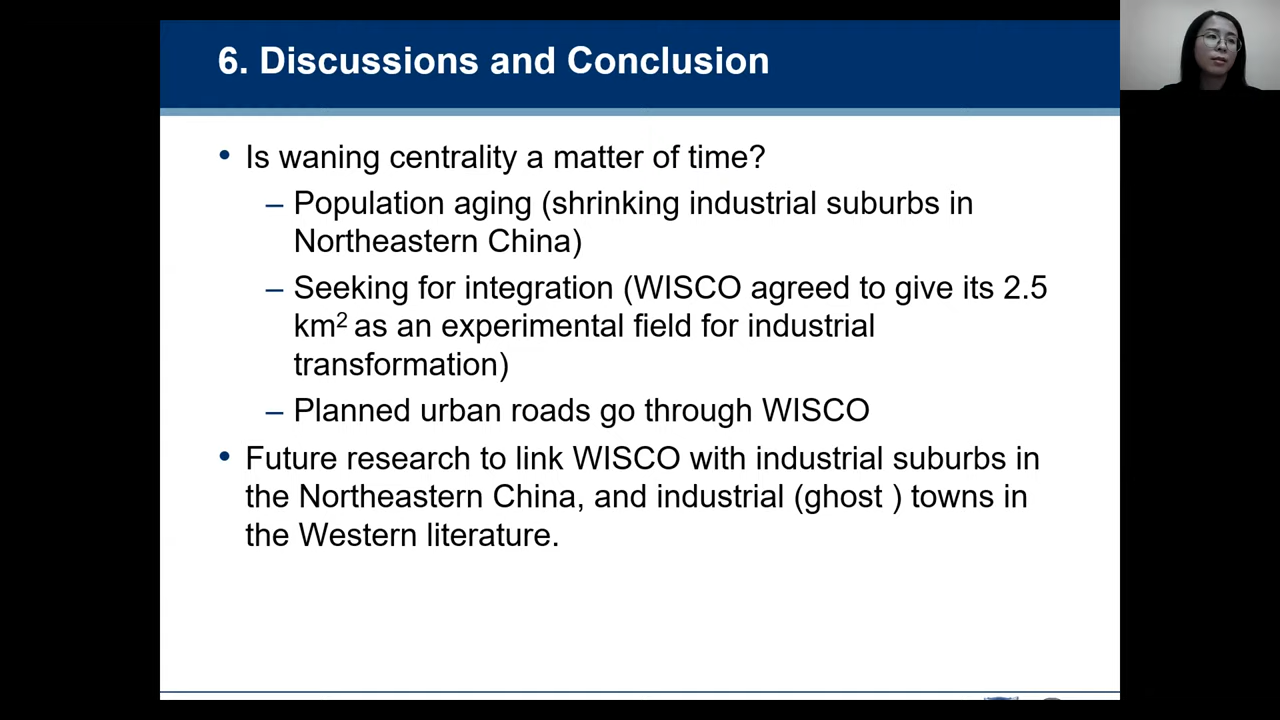 6. Discussions and Conclusion
• Is waning centrality a matter of time?
– Population aging (shrinking industrial suburbs in
Northeastern China)
– Seeking for integration (WISCO agreed to give its 2.5
km² as an experimental field for industrial
transformation)
– Planned urban roads go through WISCO
• Future research to link WISCO with industrial suburbs in
the Northeastern China, and industrial (ghost ) towns in
the Western literature.